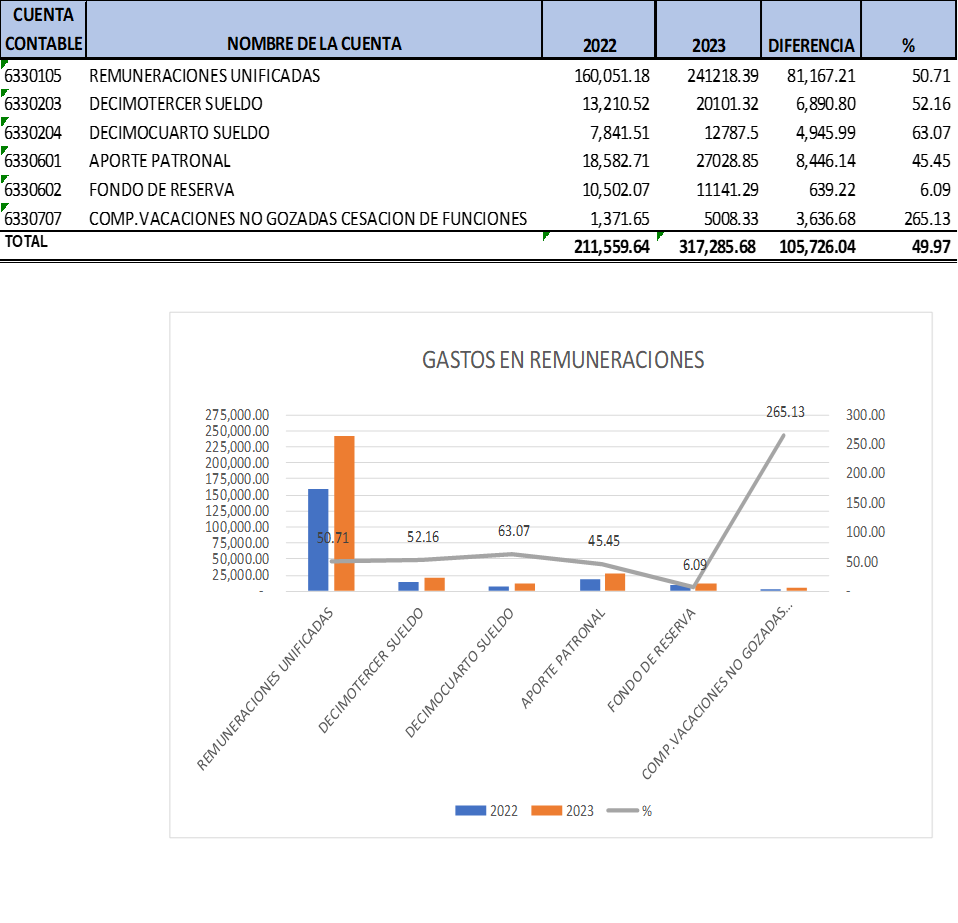 CUENTA CONTABLE NOMBRE DE LA CUENTA 2022 2023 DIFERENCIA %
6330105 REMUNERACIONES UNIFICADAS 160,051.18 241218.39 81,167.21 50.71
6330203 DECIMOTERCER SUELDO 13,210.52 20101.32 6,890.80 52.16
6330204 DECIMOCUARTO SUELDO 7,841.51 12787.5 4,945.99 63.07
6330601 APORTE PATRONAL 18,582.71 27028.85 8,446.14 45.45
6330602 FONDO DE RESERVA 10,502.07 11141.29 639.22 6.09
6330707 COMP.VACACIONES NO GOZADAS CESACION DE FUNCIONES 1,371.65 5008.33 3,636.68 265.13
TOTAL 211,559.64 317,285.68 105,726.04 49.97
GASTOS EN REMUNERACIONES
275,000.00
250,000.00
225,000.00
200,000.00
175,000.00
150,000.00
125,000.00
100,000.00
75,000.00
50,000.00
25,000.00
-
50.71
52.16
63.07
45.45
6.09
265.13
300.00
250.00
200.00
150.00
100.00
50.00
-
REMUNERACIONES UNIFICADAS
DECIMOTERCER SUELDO
DECIMOCUARTO SUELDO
APORTE PATRONAL
FONDO DE RESERVA
COMP.VACACIONES NO GOZADAS...
2022 2023 %